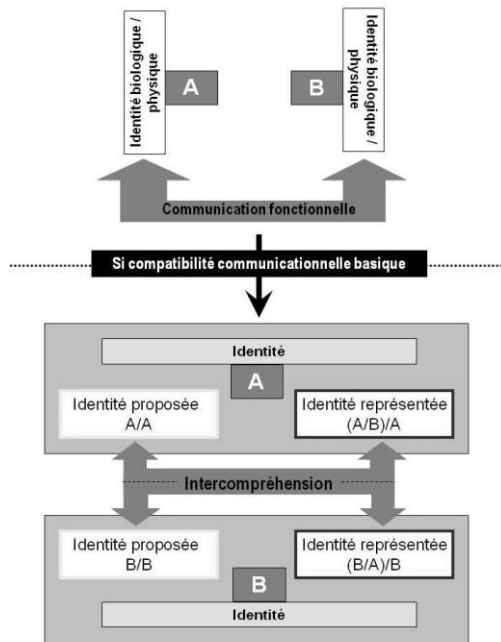 Identité biologique /
physique
A
B
Identité biologique /
physique
Communication fonctionnelle
Si compatibilité communicationnelle basique
Identité
A
Identité proposée
A/A
Identité représentée
(A/B)/A
Intercompréhension
Identité proposée
B/B
Identité représentée
(B/A)/B
B
Identité